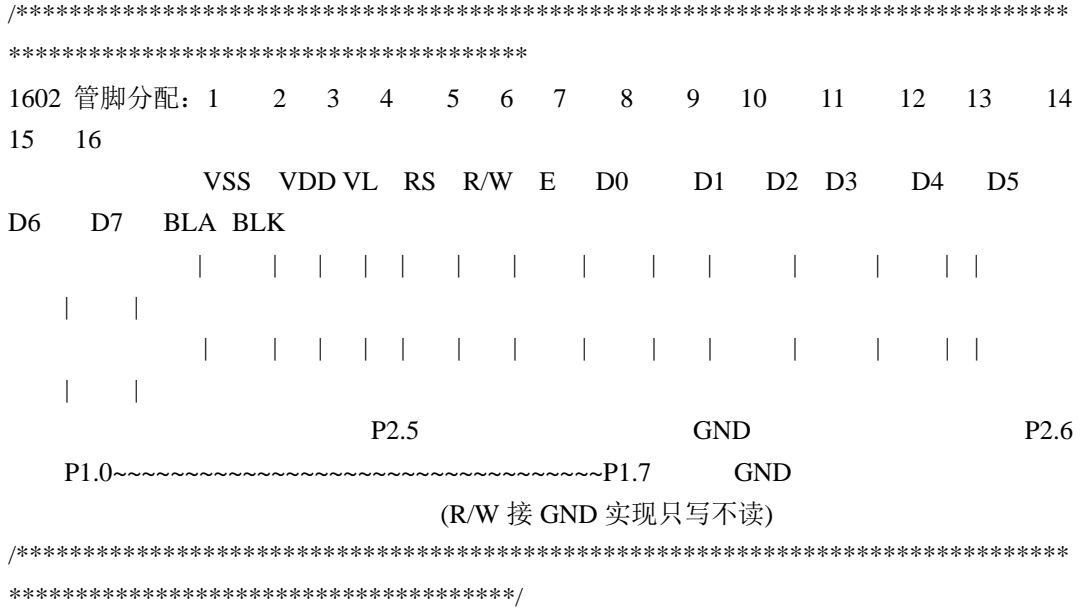 /*******************************************************************************
***************************************
1602 管脚分配：1 2 3 4 5 6 7 8 9 10 11 12 13 14
15 16
VSS VDD VL RS R/W E D0 D1 D2 D3 D4 D5
D6 D7 BLA BLK
| | | | | | | | | | | | | |
| |
| | | | | | | | | | | | | |
| |
P2.5 GND P2.6
P1.0~~~~~~~~~~~~~~~~~~~~~~~~~~~~~~~~~~P1.7 GND
(R/W 接 GND 实现只写不读)
/*******************************************************************************
**************************************/